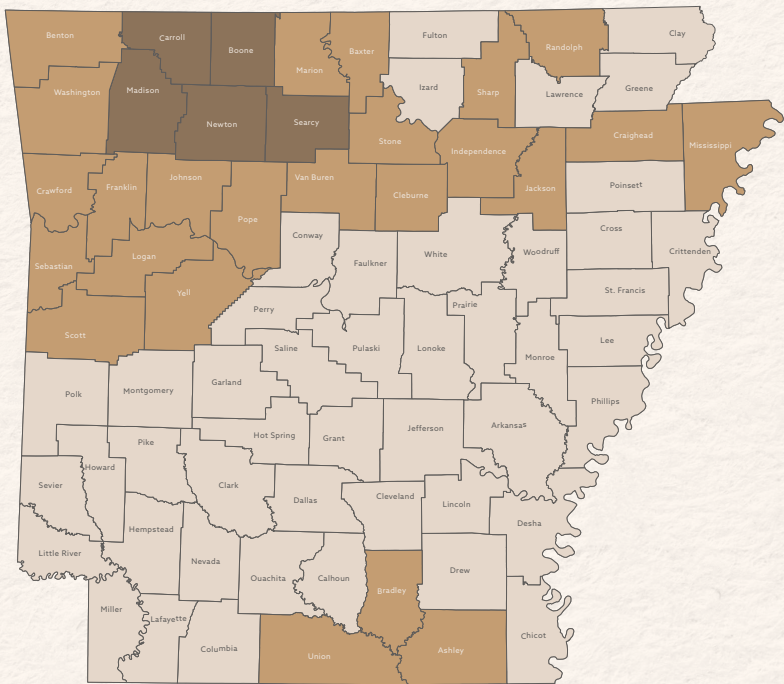 Benton
Carroll
Boone
Marion
Baxter
Fulton
Randolph
Clay
Washington
Madison
Newton
Searcy
Izard
Sharp
Lawrence
Greene
Stone
Independence
Craighead
Mississippi
Crawford
Franklin
Johnson
Pope
Van Buren
Cleburne
Jackson
Poinsett
Sebastian
Logan
Yell
Conway
Faulkner
White
Woodruff
Cross
Crittenden
Scott
Perry
Saline
Pulaski
Lonoke
Prairie
Monroe
St. Francis
Lee
Phillips
Polk
Montgomery
Garland
Hot Spring
Grant
Jefferson
Arkansas
Pike
Howard
Sevier
Clark
Dallas
Cleveland
Lincoln
Desha
Little River
Hempstead
Nevada
Ouachita
Calhoun
Bradley
Drew
Miller
Lafayette
Columbia
Union
Ashley
Chicot